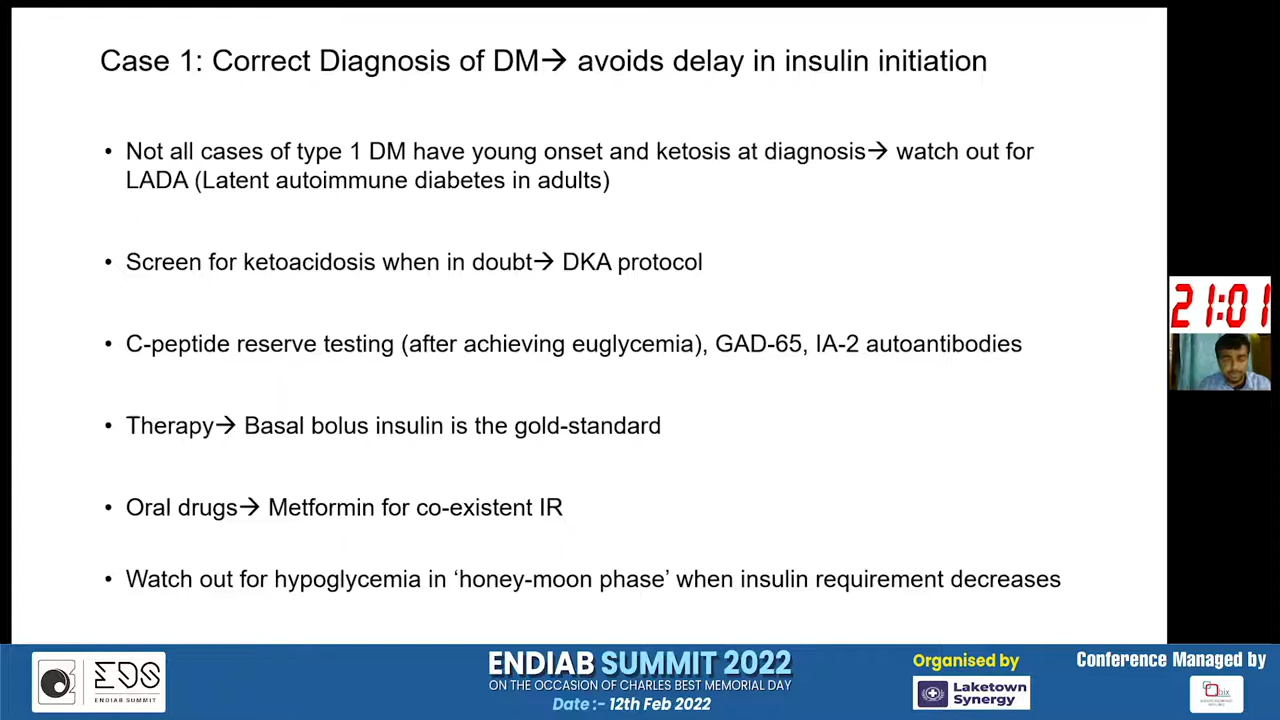 Case 1: Correct Diagnosis of DM→ avoids delay in insulin initiation
• Not all cases of type 1 DM have young onset and ketosis at diagnosis→ watch out for
LADA (Latent autoimmune diabetes in adults)
• Screen for ketoacidosis when in doubt→ DKA protocol
• C-peptide reserve testing (after achieving euglycemia), GAD-65, IA-2 autoantibodies
• Therapy→ Basal bolus insulin is the gold-standard
• Oral drugs→ Metformin for co-existent IR
• Watch out for hypoglycemia in ‘honey-moon phase’ when insulin requirement decreases
21:01
EDS
ENDIAB SUMMIT
ENDIAB SUMMIT 2022
ON THE OCCASION OF CHARLES BEST MEMORIAL DAY
Date :- 12th Feb 2022
Organised by
Laketown
Synergy
Conference Managed by